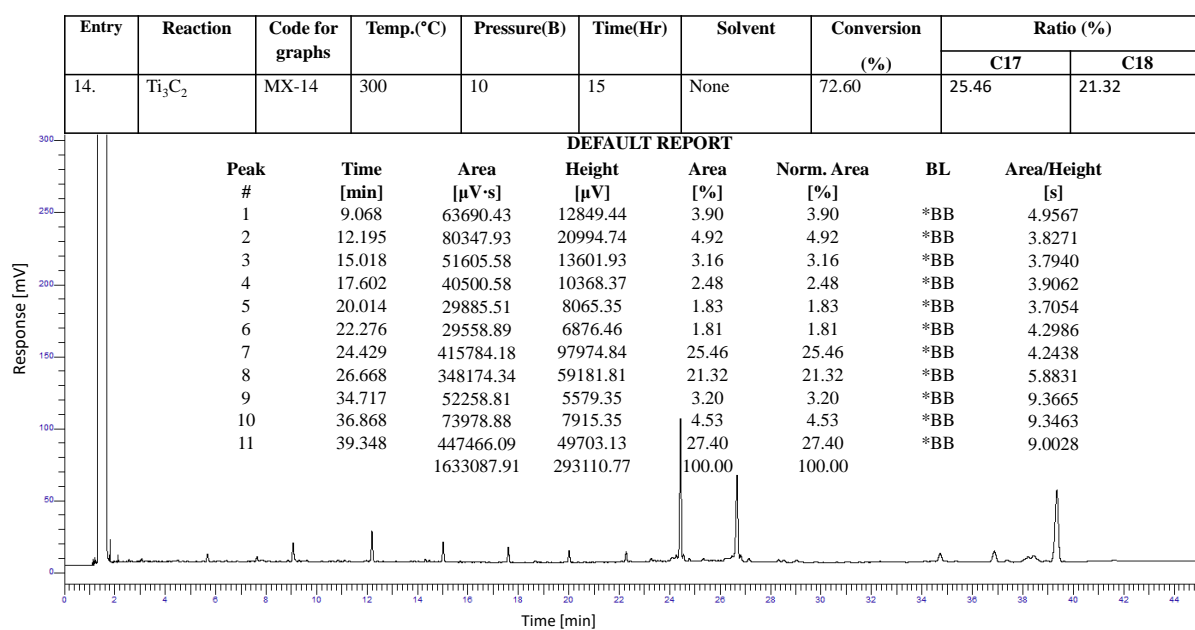 Entry Reaction Code for graphs Temp.(°C) Pressure(B) Time(Hr) Solvent Conversion (%) Ratio (%)
C17 C18
14. Ti₃C₂ MX-14 300 10 15 None 72.60 25.46 21.32
DEFAULT REPORT
Peak Time Area Height Area Norm. Area BL Area/Height
# [min] [µV·s] [µV] [%] [%] [s]
1 9.068 63690.43 12849.44 3.90 3.90 *BB 4.9567
2 12.195 80347.93 20994.74 4.92 4.92 *BB 3.8271
3 15.018 51605.58 13601.93 3.16 3.16 *BB 3.7940
4 17.602 40500.58 10368.37 2.48 2.48 *BB 3.9062
5 20.014 29885.51 8065.35 1.83 1.83 *BB 3.7054
6 22.276 29558.89 6876.46 1.81 1.81 *BB 4.2986
7 24.429 415784.18 97974.84 25.46 25.46 *BB 4.2438
8 26.668 348174.34 59181.81 21.32 21.32 *BB 5.8831
9 34.717 52258.81 5579.35 3.20 3.20 *BB 9.3665
10 36.868 73978.88 7915.35 4.53 4.53 *BB 9.3463
11 39.348 447466.09 49703.13 27.40 27.40 *BB 9.0028
1633087.91 293110.77 100.00 100.00
Response [mV]
300
250
200
150
100
50
0
0 2 4 6 8 10 12 14 16 18 20 22 24 26 28 30 32 34 36 38 40 42 44
Time [min]